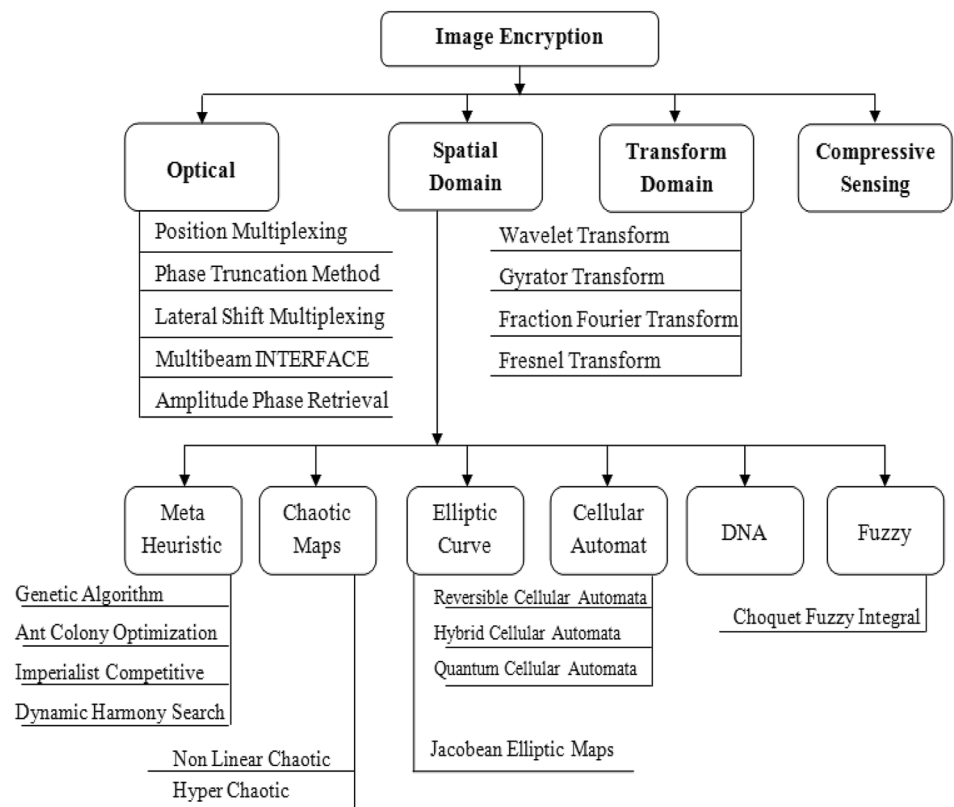 Image Encryption
Optical
Spatial
Domain
Transform
Domain
Compressive
Sensing
Position Multiplexing
Phase Truncation Method
Lateral Shift Multiplexing
Multibeam INTERFACE
Amplitude Phase Retrieval
Wavelet Transform
Gyrator Transform
Fraction Fourier Transform
Fresnel Transform
Meta
Heuristic
Chaotic
Maps
Elliptic
Curve
Cellular
Automat
DNA
Fuzzy
Genetic Algorithm
Ant Colony Optimization
Imperialist Competitive
Dynamic Harmony Search
Non Linear Chaotic
Hyper Chaotic
Reversible Cellular Automata
Hybrid Cellular Automata
Quantum Cellular Automata
Jacobean Elliptic Maps
Choquet Fuzzy Integral